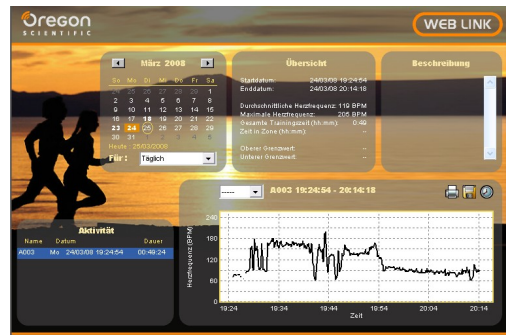 Oregon
SCIENTIFIC
WEB LINK
März 2008
So Mo Di Mi Do Fr Sa
24 25 26 27 28 29 1
2 3 4 5 6 7 8
9 10 11 12 13 14 15
16 17 18 19 20 21 22
23 24 25 26 27 28 29
30 31
Heute : 25/03/2008
Für : Täglich
Übersicht
Startdatum: 24/03/08 19:24:54
Enddatum: 24/03/08 20:14:18
Durchschnittliche Herzfrequenz: 119 BPM
Maximale Herzfrequenz: 205 BPM
Gesamte Trainingszeit (hh:mm): 0:49
Zeit in Zone (hh:mm): --
Oberer Grenzwert: --
Unterer Grenzwert: --
Beschreibung
Aktivität
Name Datum Dauer
A003 Mo 24/03/08 19:24:54 00:49:24
----- A003 19:24:54 - 20:14:18
Herzfrequenz (BPM)
240
180
120
60
0
19:24 19:34 19:44 19:54 20:04 20:14
Zeit